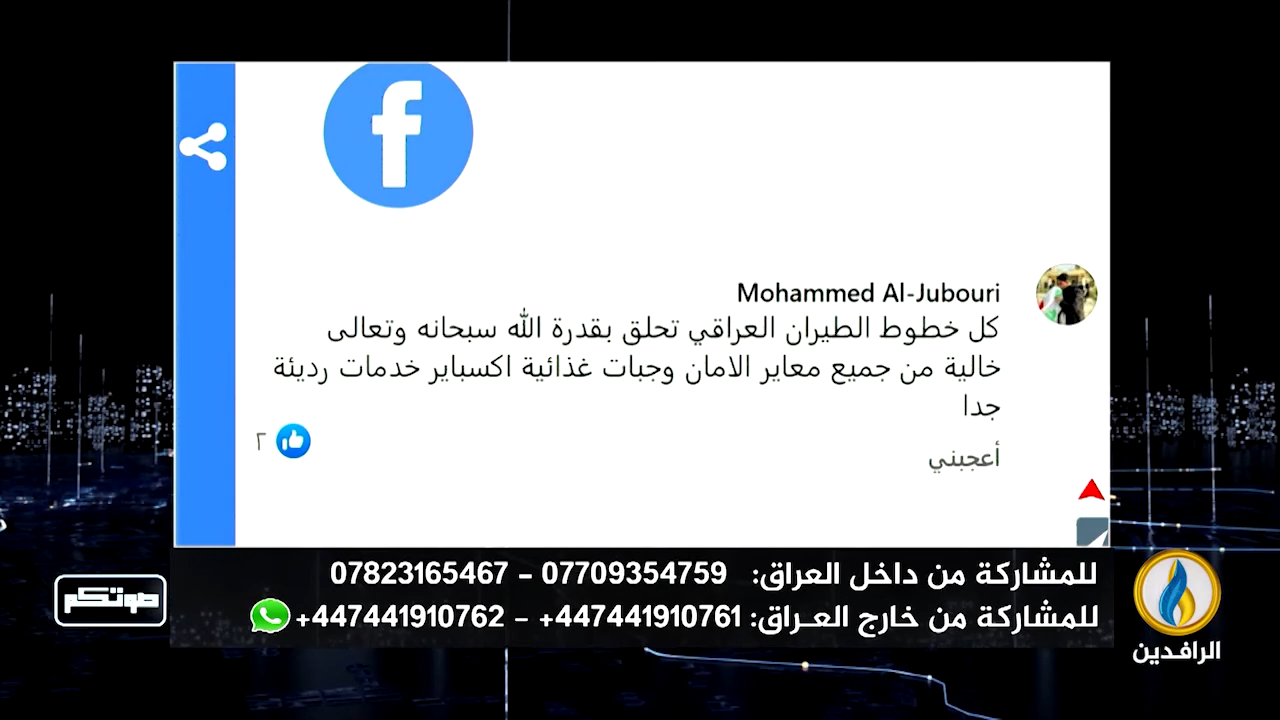 Mohammed Al-Jubouri
كل خطوط الطيران العراقي تحلق بقدرة الله سبحانه وتعالى
خالية من جميع معاير الامان وجبات غذائية اكسباير خدمات رديئة
جدا
٢
أعجبني
للمشاركة من داخل العراق: 07709354759 - 07823165467
للمشاركة من خارج العـراق: 447441910761+ - 447441910762+
صوتكم
الرافدين